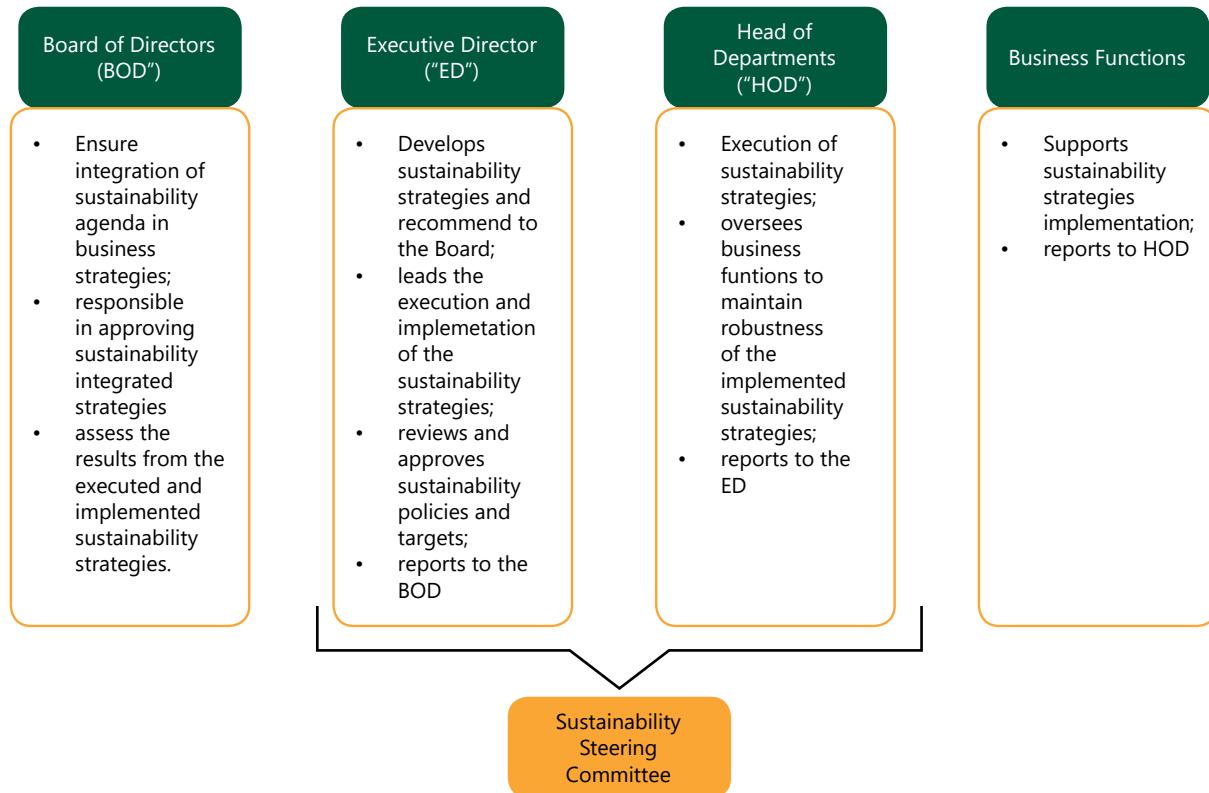 Board of Directors
(BOD”)
• Ensure
integration of
sustainability
agenda in
business
strategies;
• responsible
in approving
sustainability
integrated
strategies
• assess the
results from the
executed and
implemented
sustainability
strategies.
Executive Director
(“ED”)
• Develops
sustainability
strategies and
recommend to
the Board;
• leads the
execution and
implemetation
of the
sustainability
strategies;
• reviews and
approves
sustainability
policies and
targets;
• reports to the
BOD
Head of
Departments
(“HOD”)
• Execution of
sustainability
strategies;
• oversees
business
funtions to
maintain
robustness
of the
implemented
sustainability
strategies;
• reports to the
ED
Business Functions
• Supports
sustainability
strategies
implementation;
• reports to HOD
Sustainability
Steering
Committee